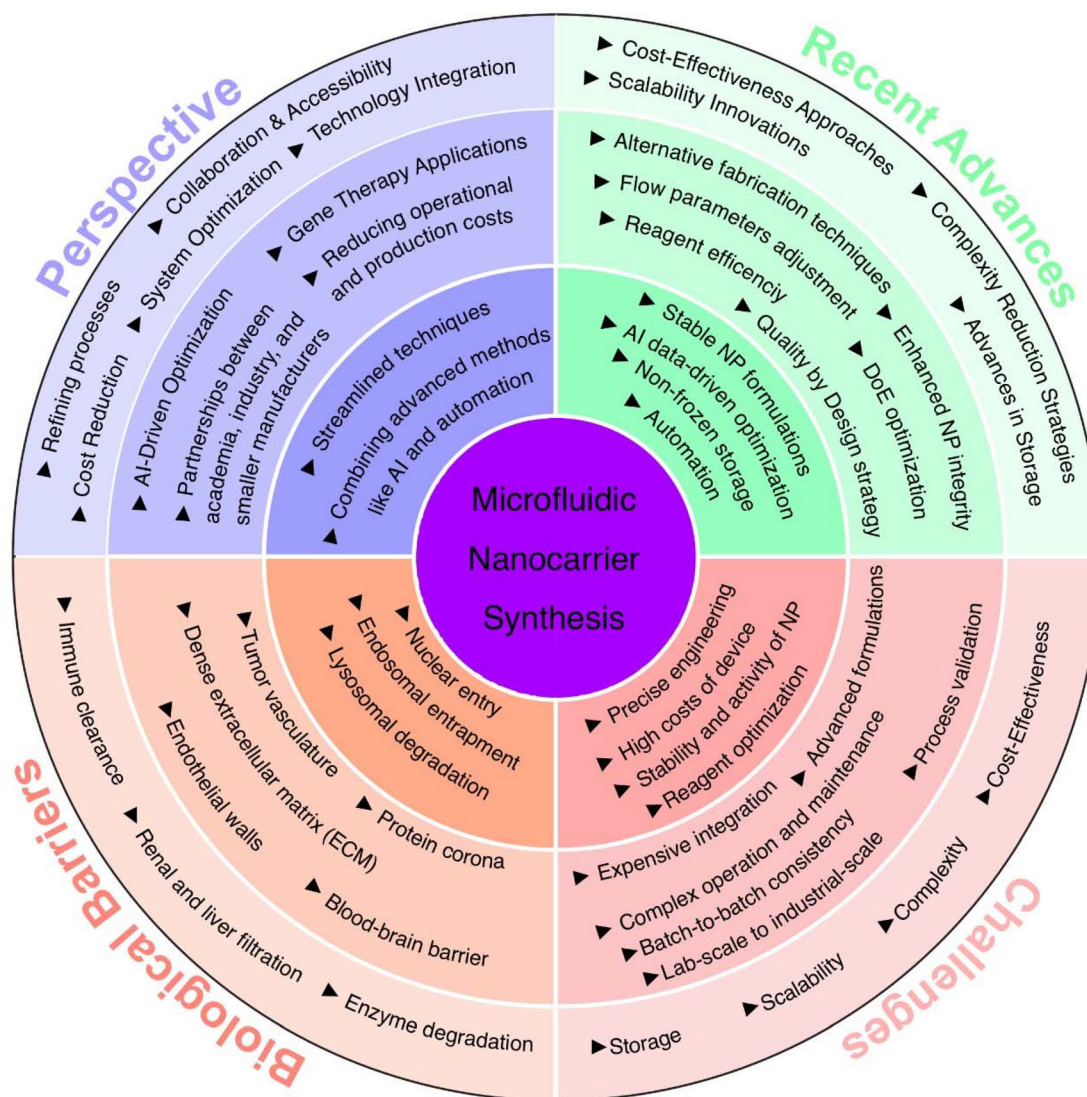 Perspective
Collaboration & Accessibility
Technology Integration
System Optimization
Refining processes
Cost Reduction
Gene Therapy Applications
Reducing operational
and production costs
AI-Driven Optimization
Partnerships between
academia, industry, and
smaller manufacturers
Streamlined techniques
Combining advanced methods
like AI and automation
Recent Advances
Cost-Effectiveness Approaches
Scalability Innovations
Complexity Reduction Strategies
Advances in Storage
Alternative fabrication techniques
Flow parameters adjustment
Reagent efficenciy
Enhanced NP integrity
DoE optimization
Quality by Design strategy
Stable NP formulations
AI data-driven optimization
Non-frozen storage
Automation
Microfluidic
Nanocarrier
Synthesis
Biological Barriers
Nuclear entry
Endosomal entrapment
Lysosomal degradation
Tumor vasculature
Dense extracellular matrix (ECM)
Endothelial walls
Protein corona
Blood-brain barrier
Immune clearance
Renal and liver filtration
Enzyme degradation
Challenges
Precise engineering
High costs of device
Stability and activity of NP
Reagent optimization
Advanced formulations
Process validation
Expensive integration
Complex operation and maintenance
Batch-to-batch consistency
Lab-scale to industrial-scale
Cost-Effectiveness
Complexity
Scalability
Storage